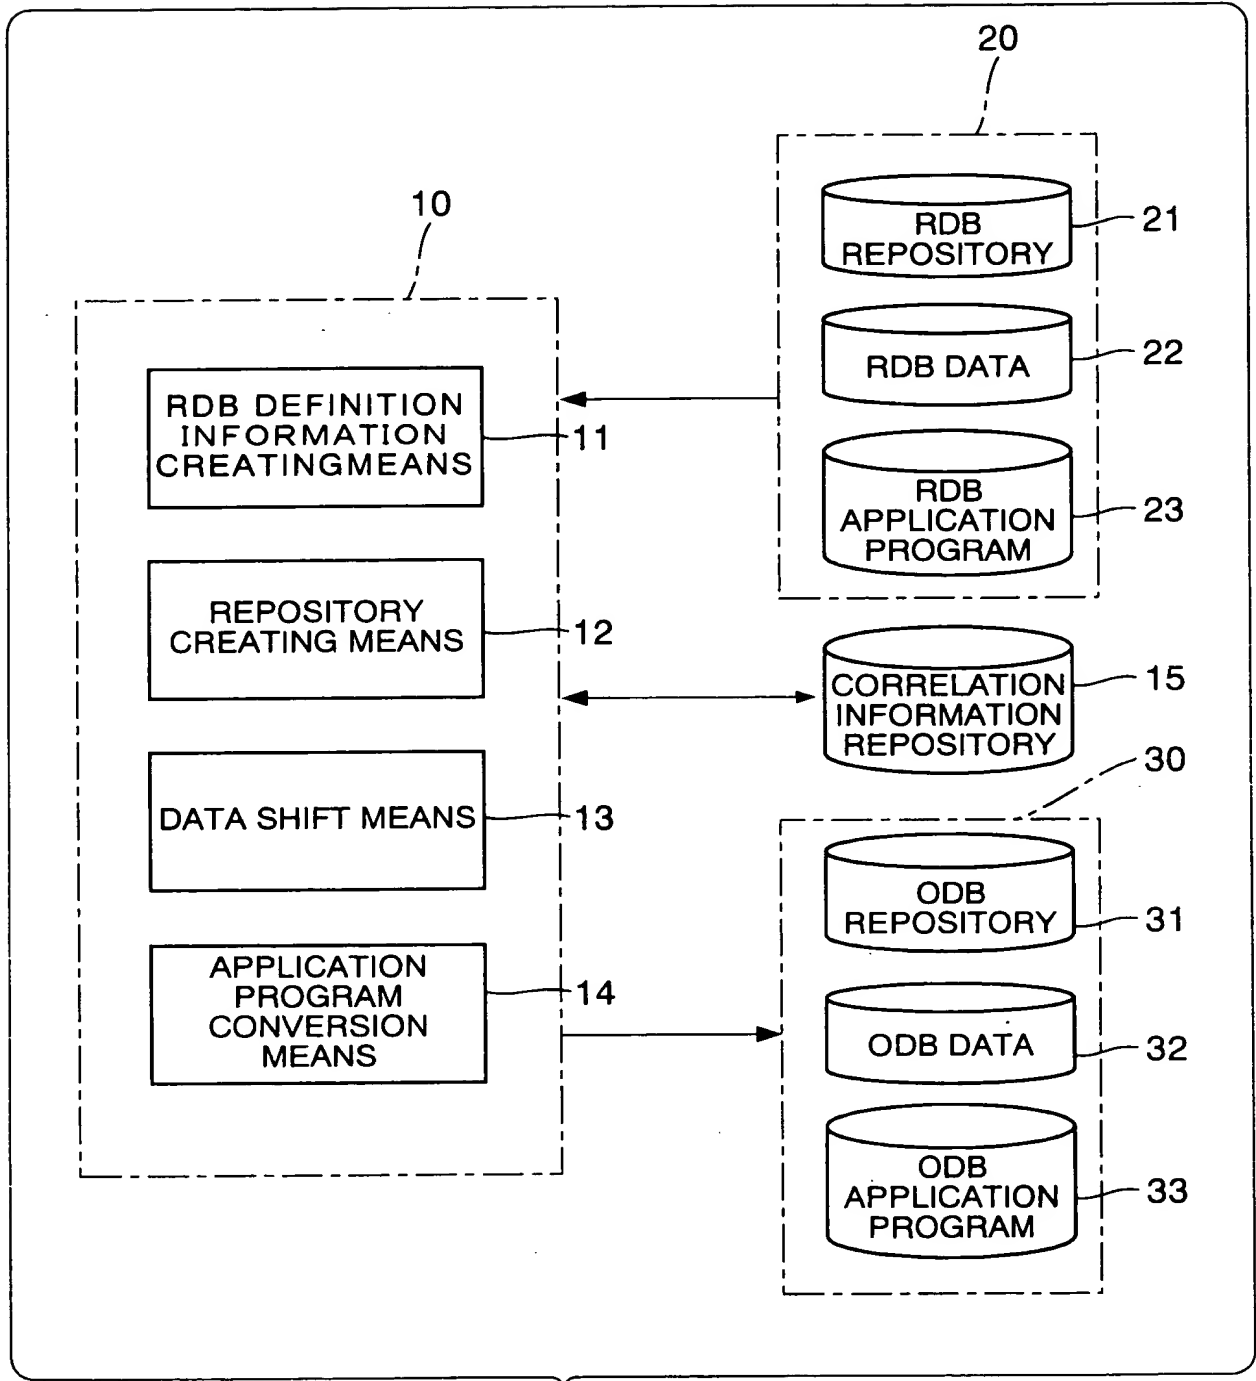 20
10
RDB
REPOSITORY
21
RDB DATA
22
RDB
APPLICATION
PROGRAM
23
RDB DEFINITION
INFORMATION
CREATINGMEANS
11
REPOSITORY
CREATING MEANS
12
CORRELATION
INFORMATION
REPOSITORY
15
30
DATA SHIFT MEANS
13
ODB
REPOSITORY
31
APPLICATION
PROGRAM
CONVERSION
MEANS
14
ODB DATA
32
ODB
APPLICATION
PROGRAM
33